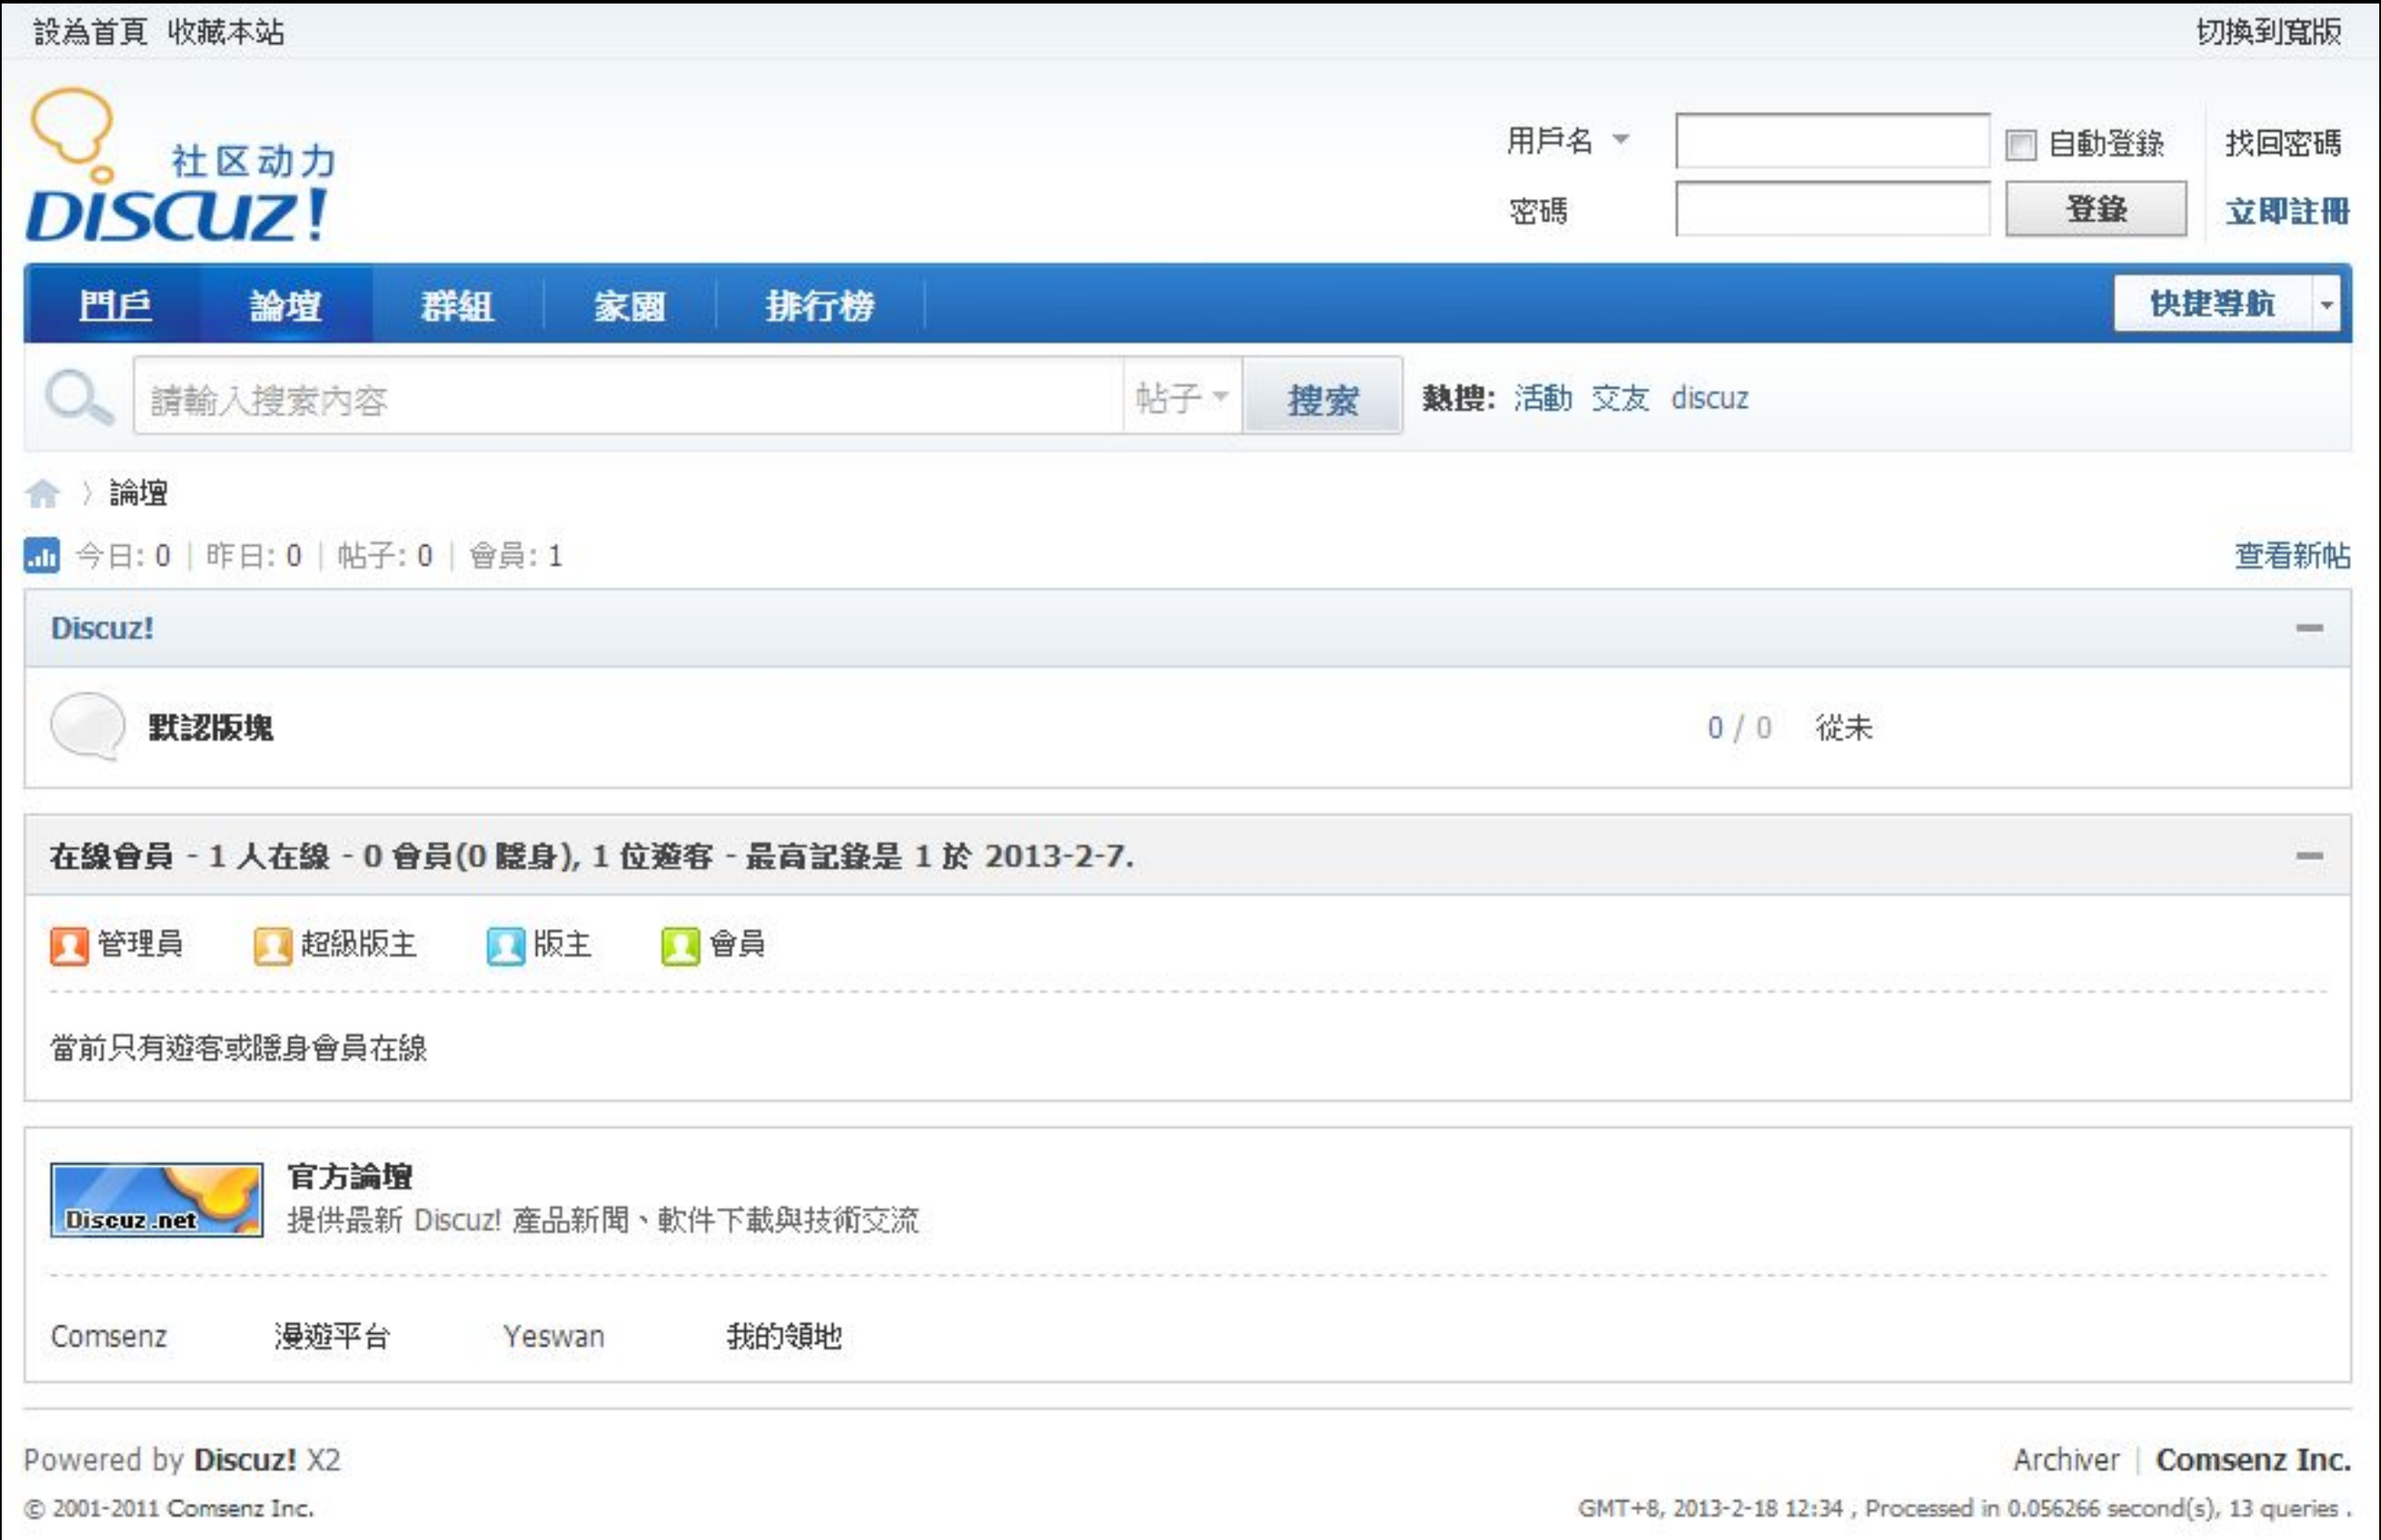 設為首頁 收藏本站 切換到寬版
社区动力
DISCUZ!
用戶名 自動登錄 找回密碼
密碼 登錄 立即註冊
門戶 論壇 群組 家園 排行榜 快捷導航
請輸入搜索內容 帖子 搜索 熱搜: 活動 交友 discuz
〉 論壇
今日: 0 | 昨日: 0 | 帖子: 0 | 會員: 1 查看新帖
Discuz!
默認版塊 0 / 0 從未
在線會員 - 1 人在線 - 0 會員(0 隱身), 1 位遊客 - 最高記錄是 1 於 2013-2-7.
管理員 超級版主 版主 會員
當前只有遊客或隱身會員在線
Discuz.net
官方論壇
提供最新 Discuz! 產品新聞、軟件下載與技術交流
Comsenz 漫遊平台 Yeswan 我的領地
Powered by Discuz! X2 Archiver | Comsenz Inc.
© 2001-2011 Comsenz Inc. GMT+8, 2013-2-18 12:34 , Processed in 0.056266 second(s), 13 queries .